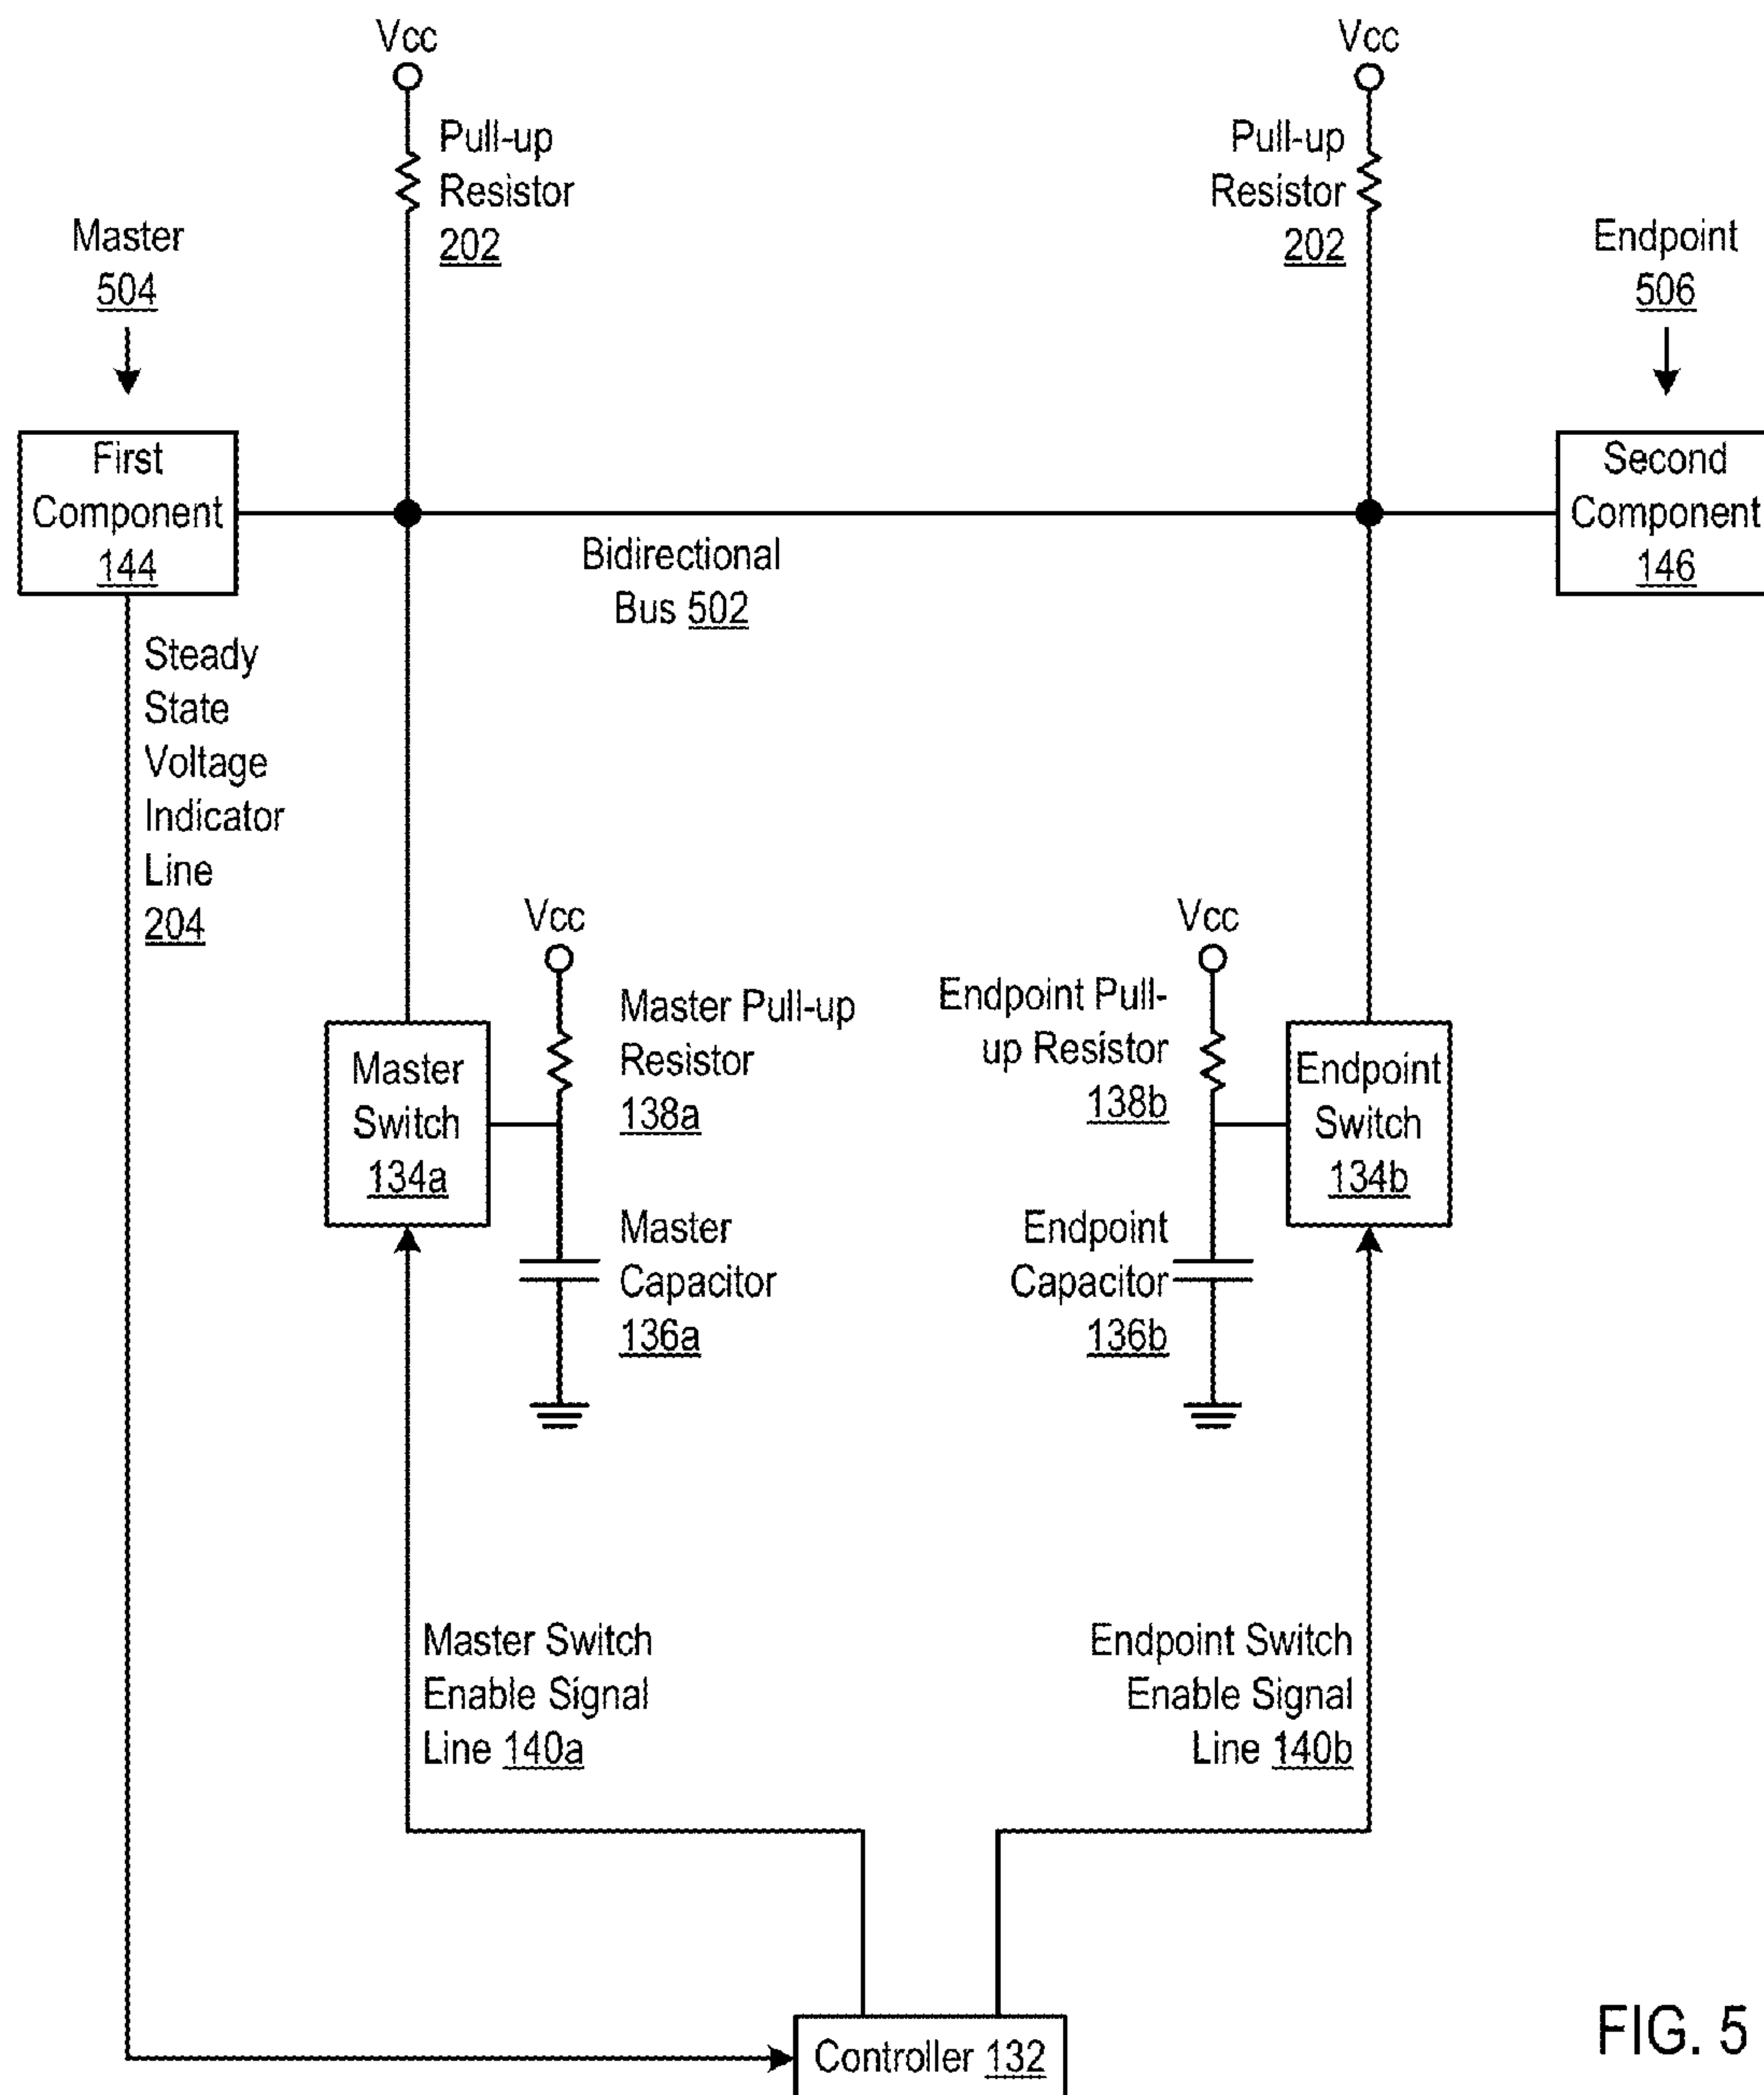 Vcc
Vcc
Pull-up
Resistor
202
Pull-up
Resistor
202
Master
504
Endpoint
506
First
Component
144
Second
Component
146
Bidirectional
Bus 502
Steady
State
Voltage
Indicator
Line
204
Vcc
Vcc
Master Pull-up
Resistor
138a
Endpoint Pull-
up Resistor
138b
Master
Switch
134a
Endpoint
Switch
134b
Master
Capacitor
136a
Endpoint
Capacitor
136b
Master Switch
Enable Signal
Line 140a
Endpoint Switch
Enable Signal
Line 140b
Controller 132
FIG. 5